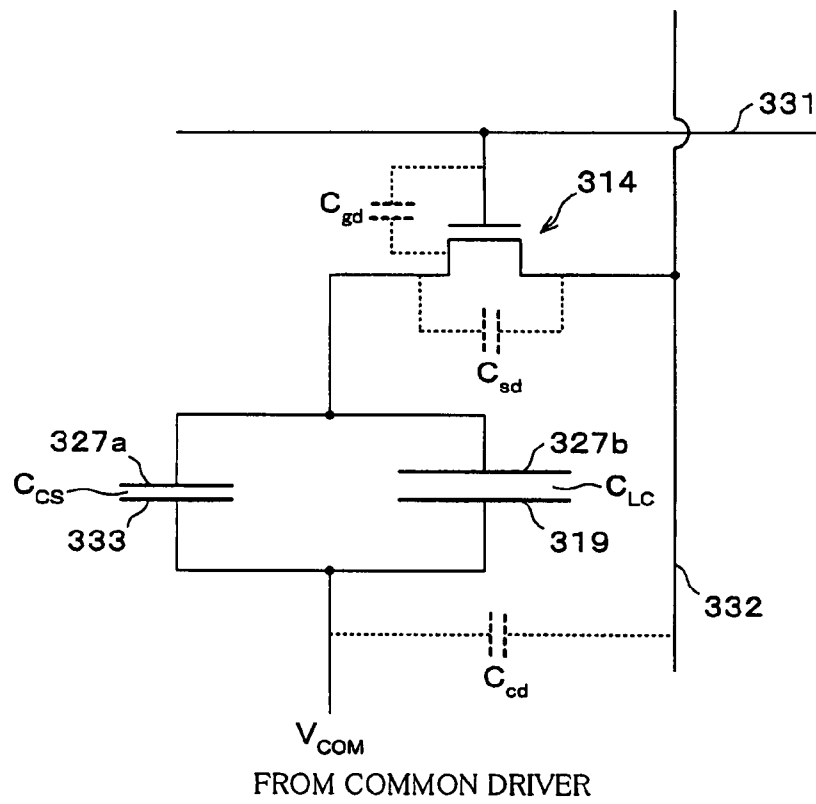 331
314
C_gd
C_sd
327a
327b
C_CS
C_LC
333
319
332
C_cd
V_COM
FROM COMMON DRIVER